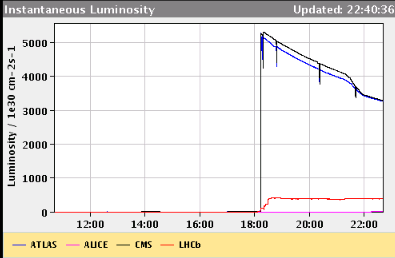 Instantaneous Luminosity Updated: 22:40:36
Luminosity / 1e30 cm-2s-1
5000
4000
3000
2000
1000
0
12:00 14:00 16:00 18:00 20:00 22:00
ATLAS ALICE CMS LHCb